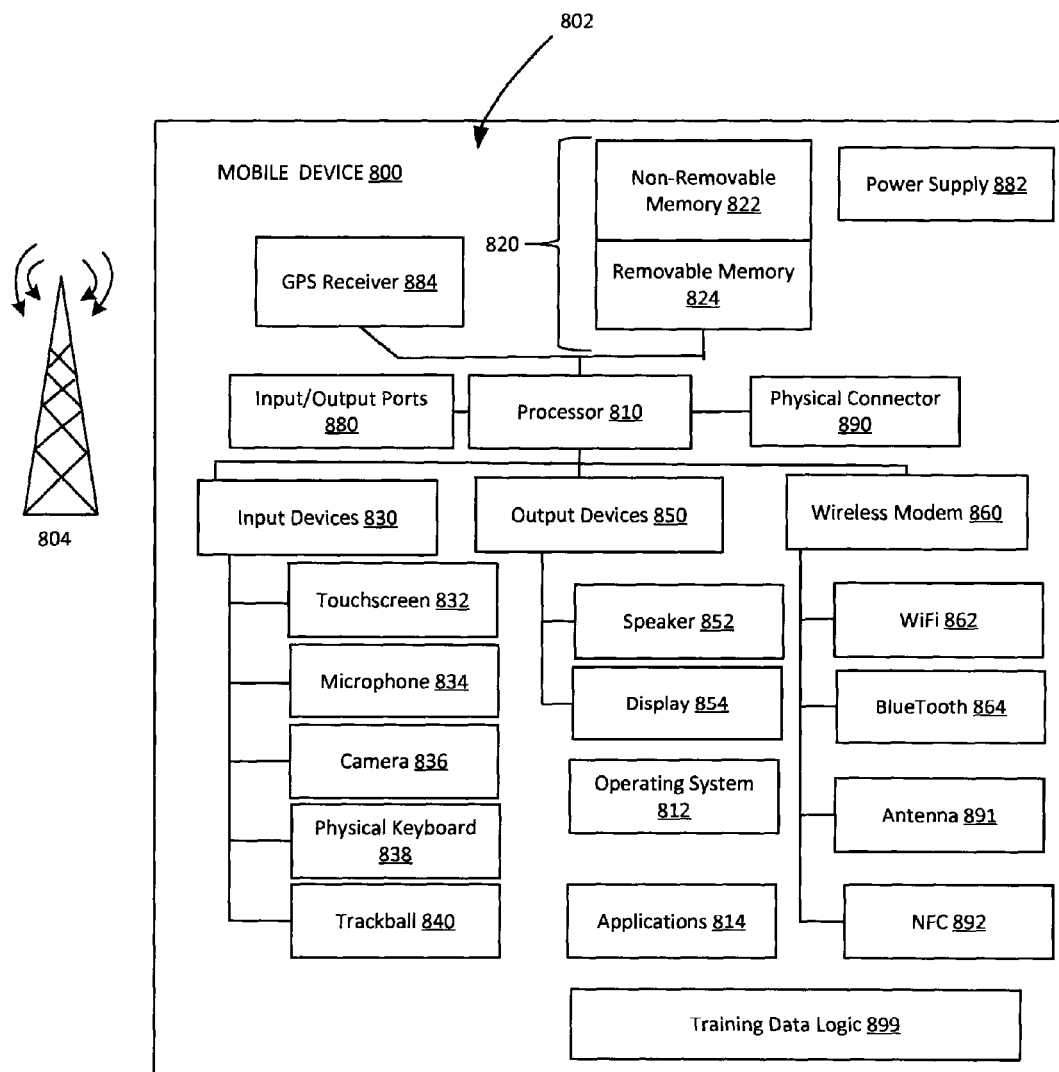 802
MOBILE DEVICE 800
Non-Removable
Memory 822
Power Supply 882
820
GPS Receiver 884
Removable Memory
824
Input/Output Ports
880
Processor 810
Physical Connector
890
Input Devices 830
Output Devices 850
Wireless Modem 860
804
Touchscreen 832
Speaker 852
WiFi 862
Microphone 834
Display 854
BlueTooth 864
Camera 836
Operating System
812
Antenna 891
Physical Keyboard
838
Trackball 840
Applications 814
NFC 892
Training Data Logic 899